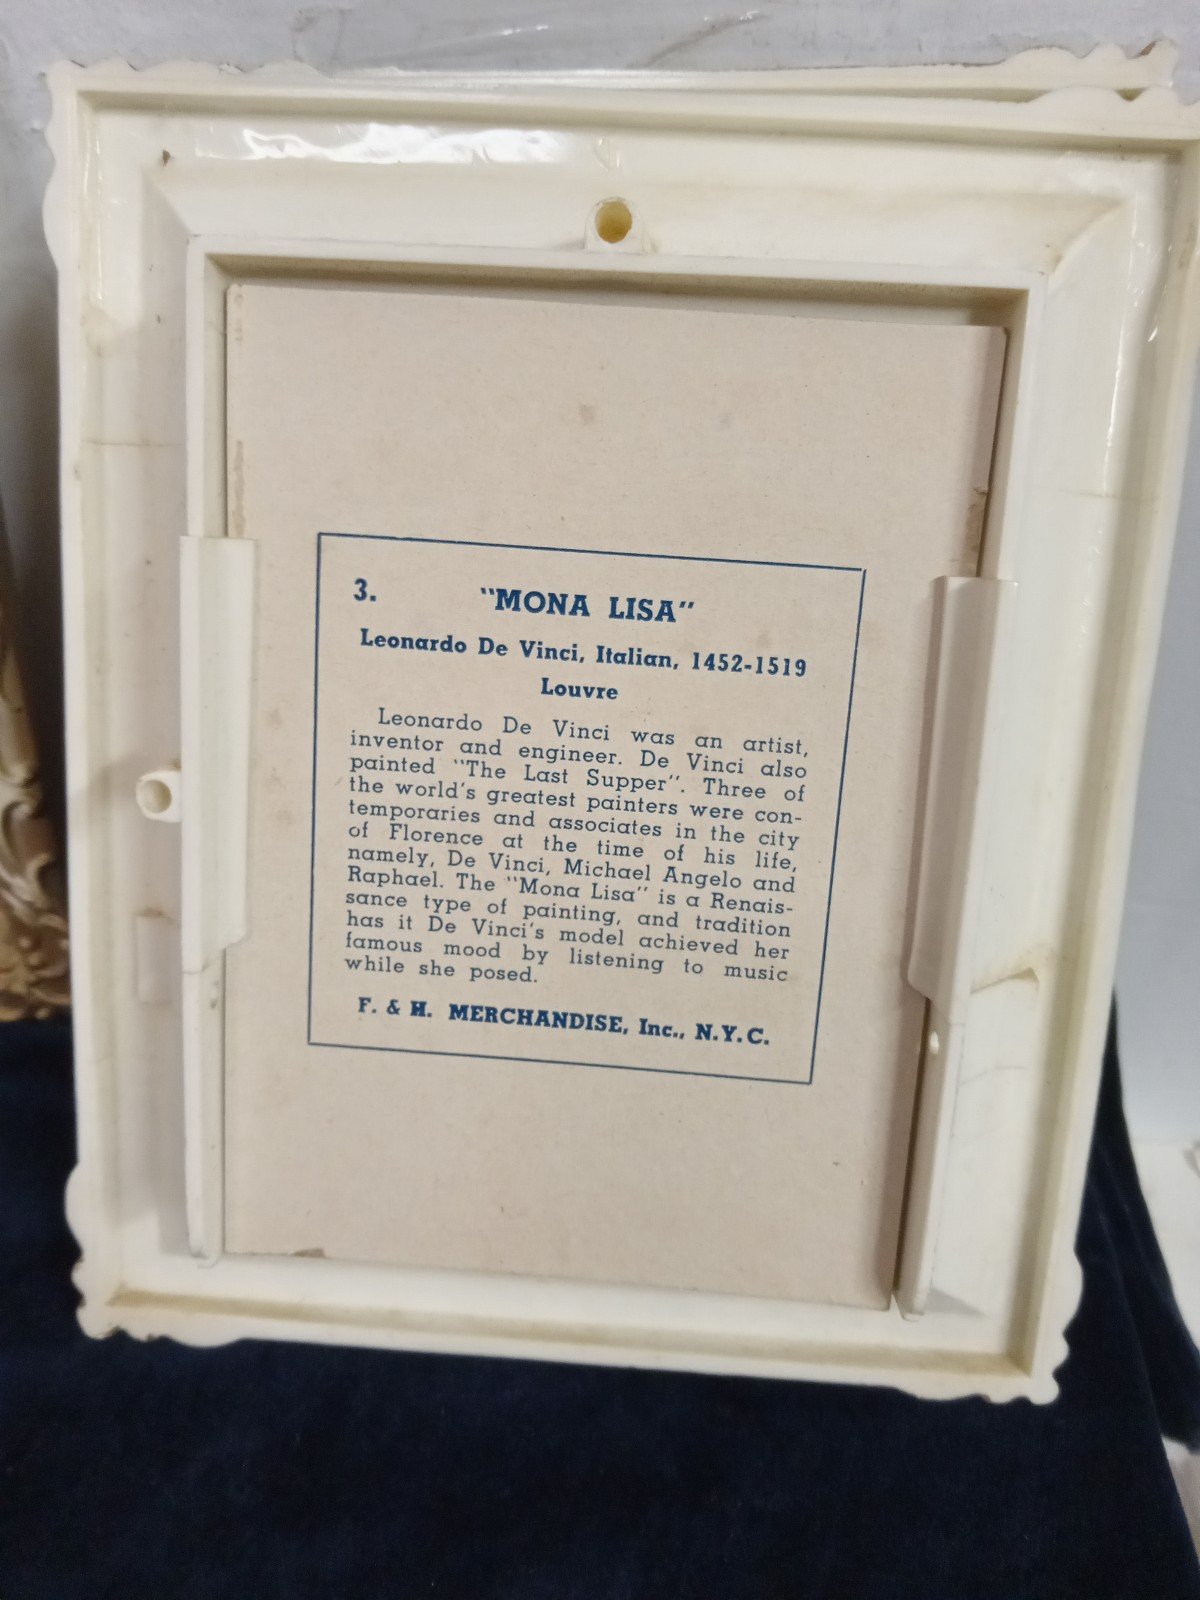 3. "MONA LISA"
Leonardo De Vinci, Italian, 1452-1519
Louvre
Leonardo De Vinci was an artist,
inventor and engineer. De Vinci also
painted "The Last Supper". Three of
the world's greatest painters were con-
temporaries and associates in the city
of Florence at the time of his life,
namely, De Vinci, Michael Angelo and
Raphael. The "Mona Lisa" is a Renais-
sance type of painting, and tradition
has it De Vinci's model achieved her
famous mood by listening to music
while she posed.
F. & H. MERCHANDISE, Inc., N.Y.C.